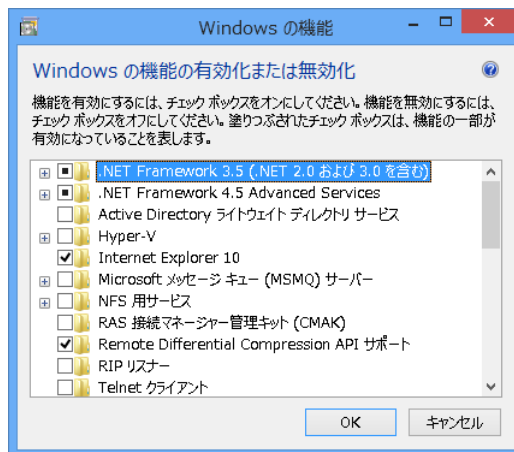 Windows の機能
Windows の機能の有効化または無効化
機能を有効にするには、チェック ボックスをオンにしてください。機能を無効にするには、
チェック ボックスをオフにしてください。塗りつぶされたチェック ボックスは、機能の一部が
有効になっていることを表します。
.NET Framework 3.5 (.NET 2.0 および 3.0 を含む)
.NET Framework 4.5 Advanced Services
Active Directory ライトウェイト ディレクトリ サービス
Hyper-V
Internet Explorer 10
Microsoft メッセージ キュー (MSMQ) サーバー
NFS 用サービス
RAS 接続マネージャー管理キット (CMAK)
Remote Differential Compression API サポート
RIP リスナー
Telnet クライアント
OK キャンセル